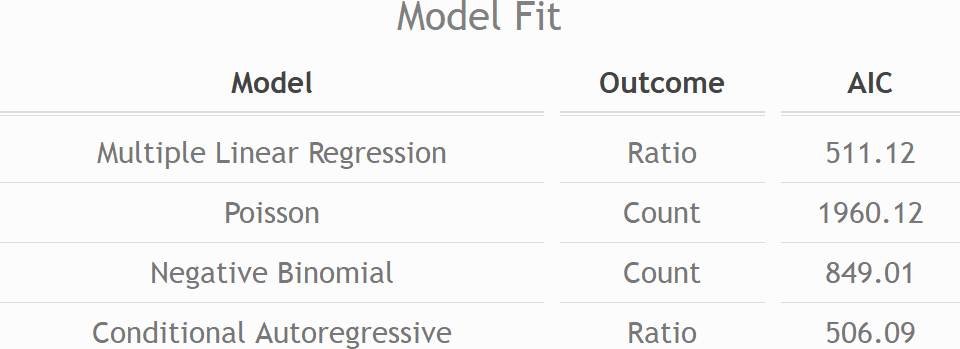 Model Fit
Model Outcome AIC
Multiple Linear Regression Ratio 511.12
Poisson Count 1960.12
Negative Binomial Count 849.01
Conditional Autoregressive Ratio 506.09